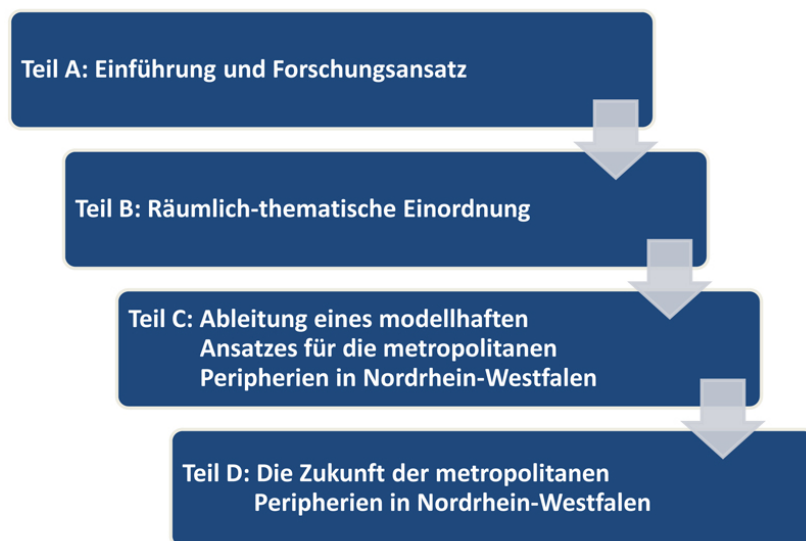 Teil A: Einführung und Forschungsansatz
Teil B: Räumlich-thematische Einordnung
Teil C: Ableitung eines modellhaften
Ansatzes für die metropolitanen
Peripherien in Nordrhein-Westfalen
Teil D: Die Zukunft der metropolitanen
Peripherien in Nordrhein-Westfalen